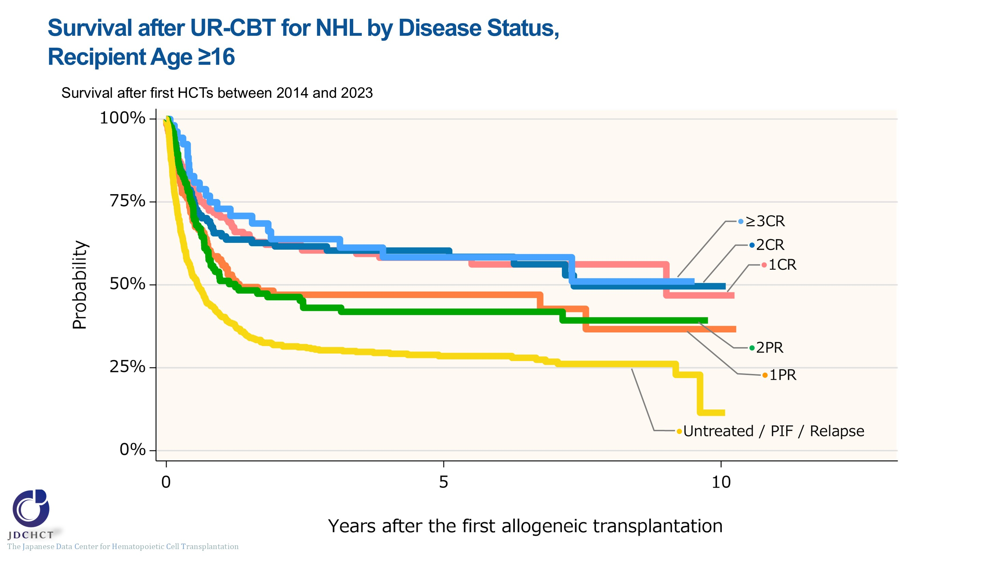 Survival after UR-CBT for NHL by Disease Status,
Recipient Age ≥16
Survival after first HCTs between 2014 and 2023
100%
75%
50%
25%
0%
Probability
≥3CR
2CR
1CR
2PR
1PR
Untreated / PIF / Relapse
0
5
10
Years after the first allogeneic transplantation
JDCHCT
The Japanese Data Center for Hematopoietic Cell Transplantation